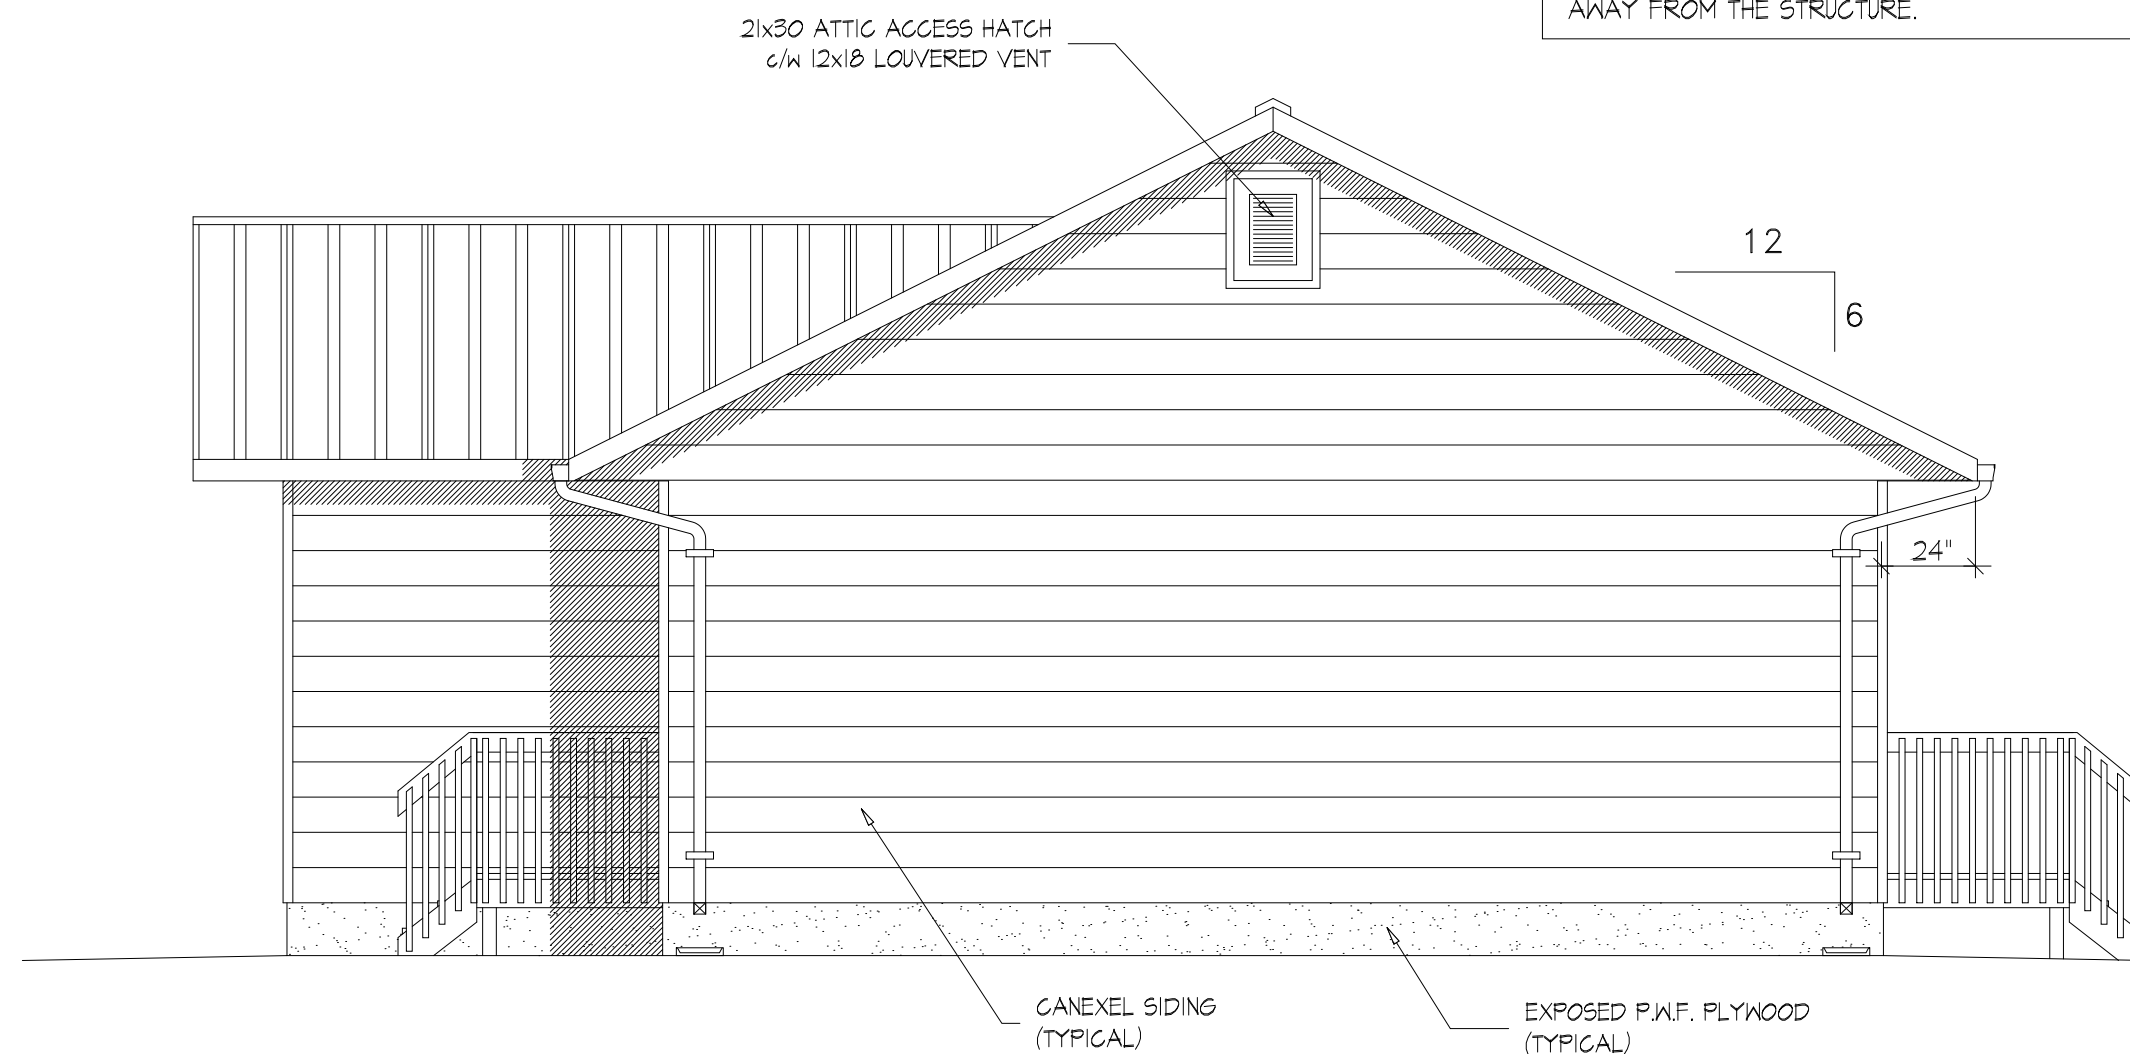 AWAY FROM THE STRUCTURE.
21x30 ATTIC ACCESS HATCH
c/w 12x18 LOUVERED VENT
12
6
24"
CANEXEL SIDING
(TYPICAL)
EXPOSED P.W.F. PLYWOOD
(TYPICAL)